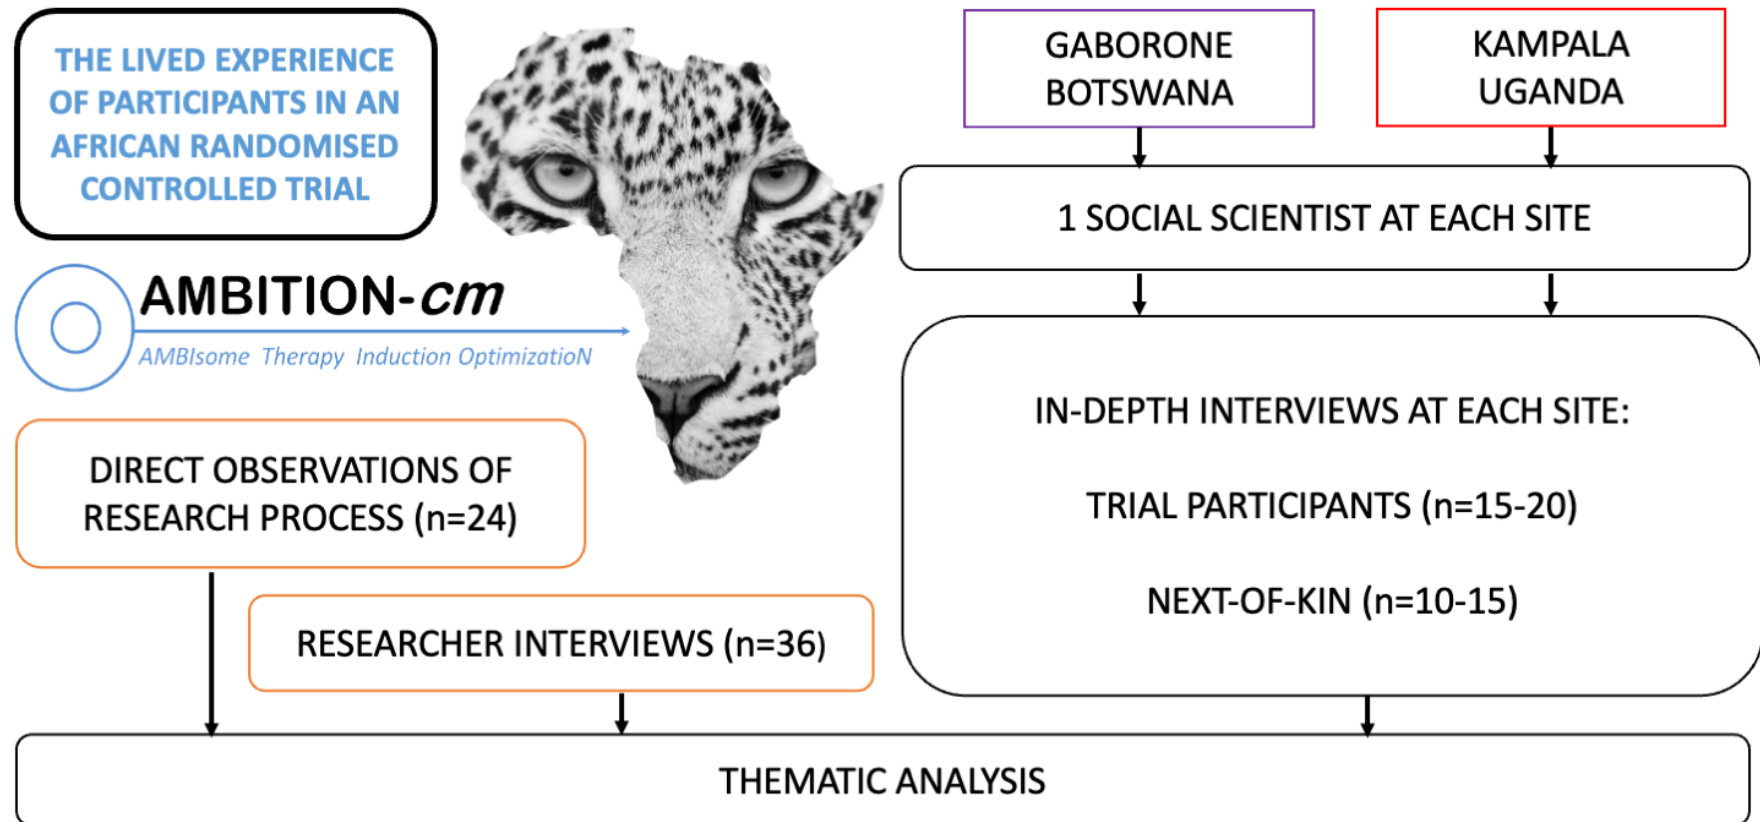 THE LIVED EXPERIENCE
OF PARTICIPANTS IN AN
AFRICAN RANDOMISED
CONTROLLED TRIAL
AMBITION-cm
AMBIsome Therapy Induction OptimizatioN
GABORONE
BOTSWANA
KAMPALA
UGANDA
1 SOCIAL SCIENTIST AT EACH SITE
IN-DEPTH INTERVIEWS AT EACH SITE:
TRIAL PARTICIPANTS (n=15-20)
NEXT-OF-KIN (n=10-15)
DIRECT OBSERVATIONS OF
RESEARCH PROCESS (n=24)
RESEARCHER INTERVIEWS (n=36)
THEMATIC ANALYSIS